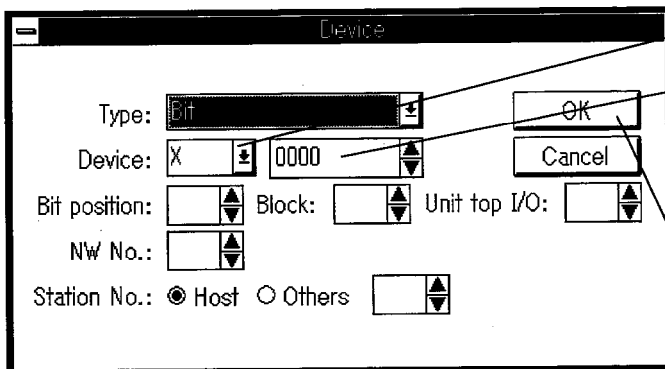 Device
Type: Bit OK
Device: X 0000 Cancel
Bit position: Block: Unit top I/O:
NW No.:
Station No.: Host Others